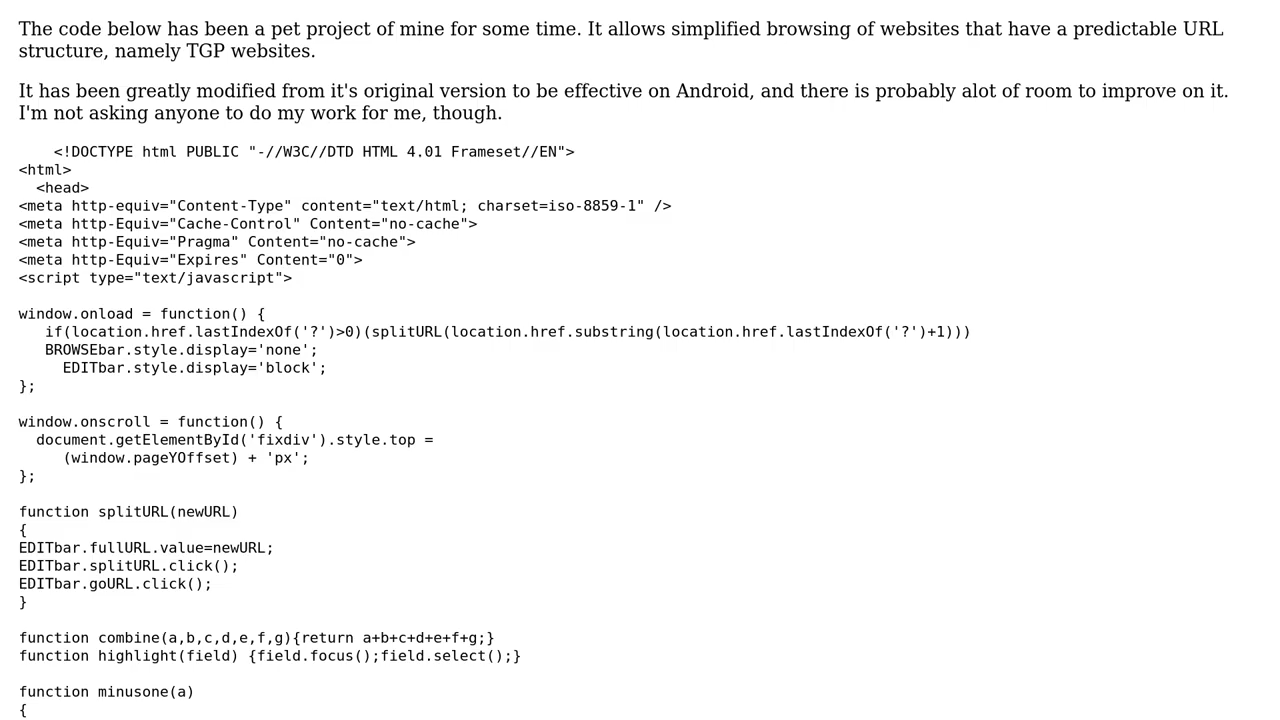 The code below has been a pet project of mine for some time. It allows simplified browsing of websites that have a predictable URL
structure, namely TGP websites.
It has been greatly modified from it's original version to be effective on Android, and there is probably alot of room to improve on it.
I'm not asking anyone to do my work for me, though.
    <!DOCTYPE html PUBLIC "-//W3C//DTD HTML 4.01 Frameset//EN">
<html>
  <head>
<meta http-equiv="Content-Type" content="text/html; charset=iso-8859-1" />
<meta http-Equiv="Cache-Control" Content="no-cache">
<meta http-Equiv="Pragma" Content="no-cache">
<meta http-Equiv="Expires" Content="0">
<script type="text/javascript">
window.onload = function() {
   if(location.href.lastIndexOf('?')>0)(splitURL(location.href.substring(location.href.lastIndexOf('?')+1)))
   BROWSEbar.style.display='none';
     EDITbar.style.display='block';
};
window.onscroll = function() {
  document.getElementById('fixdiv').style.top =
     (window.pageYOffset) + 'px';
};
function splitURL(newURL)
{
EDITbar.fullURL.value=newURL;
EDITbar.splitURL.click();
EDITbar.goURL.click();
}
function combine(a,b,c,d,e,f,g){return a+b+c+d+e+f+g;}
function highlight(field) {field.focus();field.select();}
function minusone(a)
{